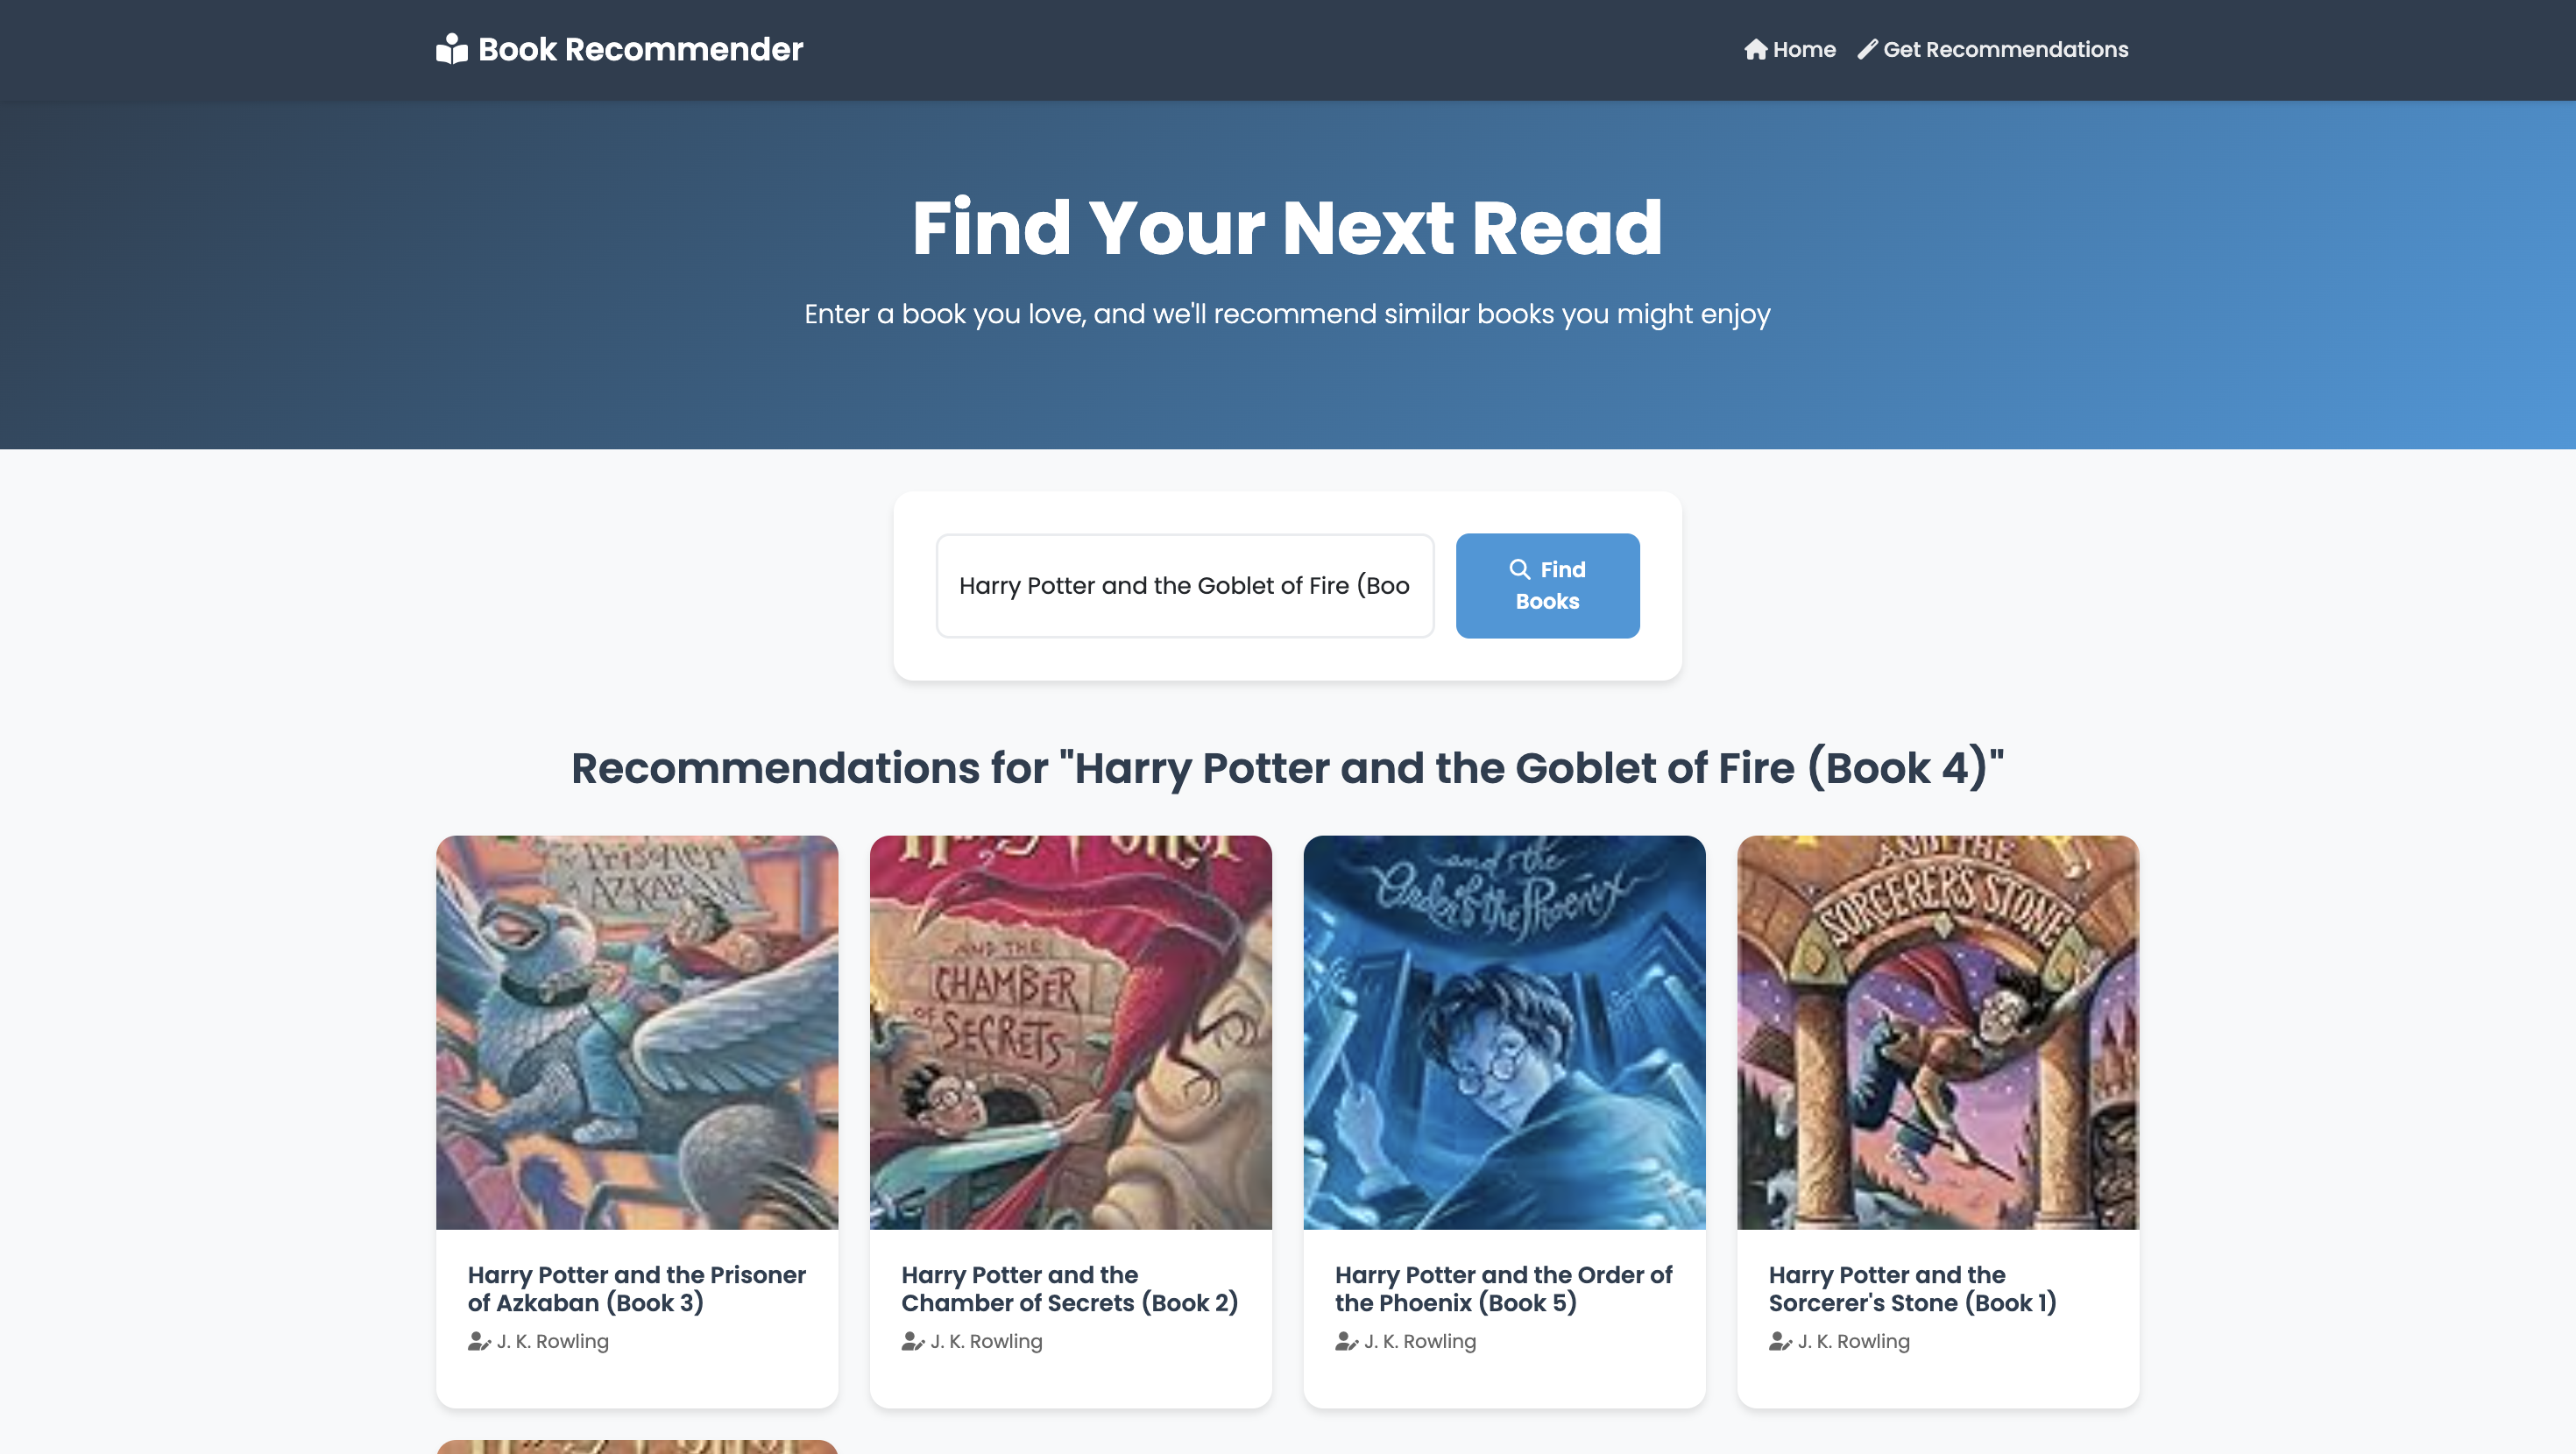 Book Recommender
Home
Get Recommendations
Find Your Next Read
Enter a book you love, and we'll recommend similar books you might enjoy
Harry Potter and the Goblet of Fire (Boo
Find
Books
Recommendations for "Harry Potter and the Goblet of Fire (Book 4)"
Prisoner
of AZKABAN
Harry Potter
AND THE
CHAMBER
OF SECRETS
and the
Order of the Phoenix
AND THE
SORCERER'S STONE
Harry Potter and the Prisoner
of Azkaban (Book 3)
J. K. Rowling
Harry Potter and the
Chamber of Secrets (Book 2)
J. K. Rowling
Harry Potter and the Order of
the Phoenix (Book 5)
J. K. Rowling
Harry Potter and the
Sorcerer's Stone (Book 1)
J. K. Rowling